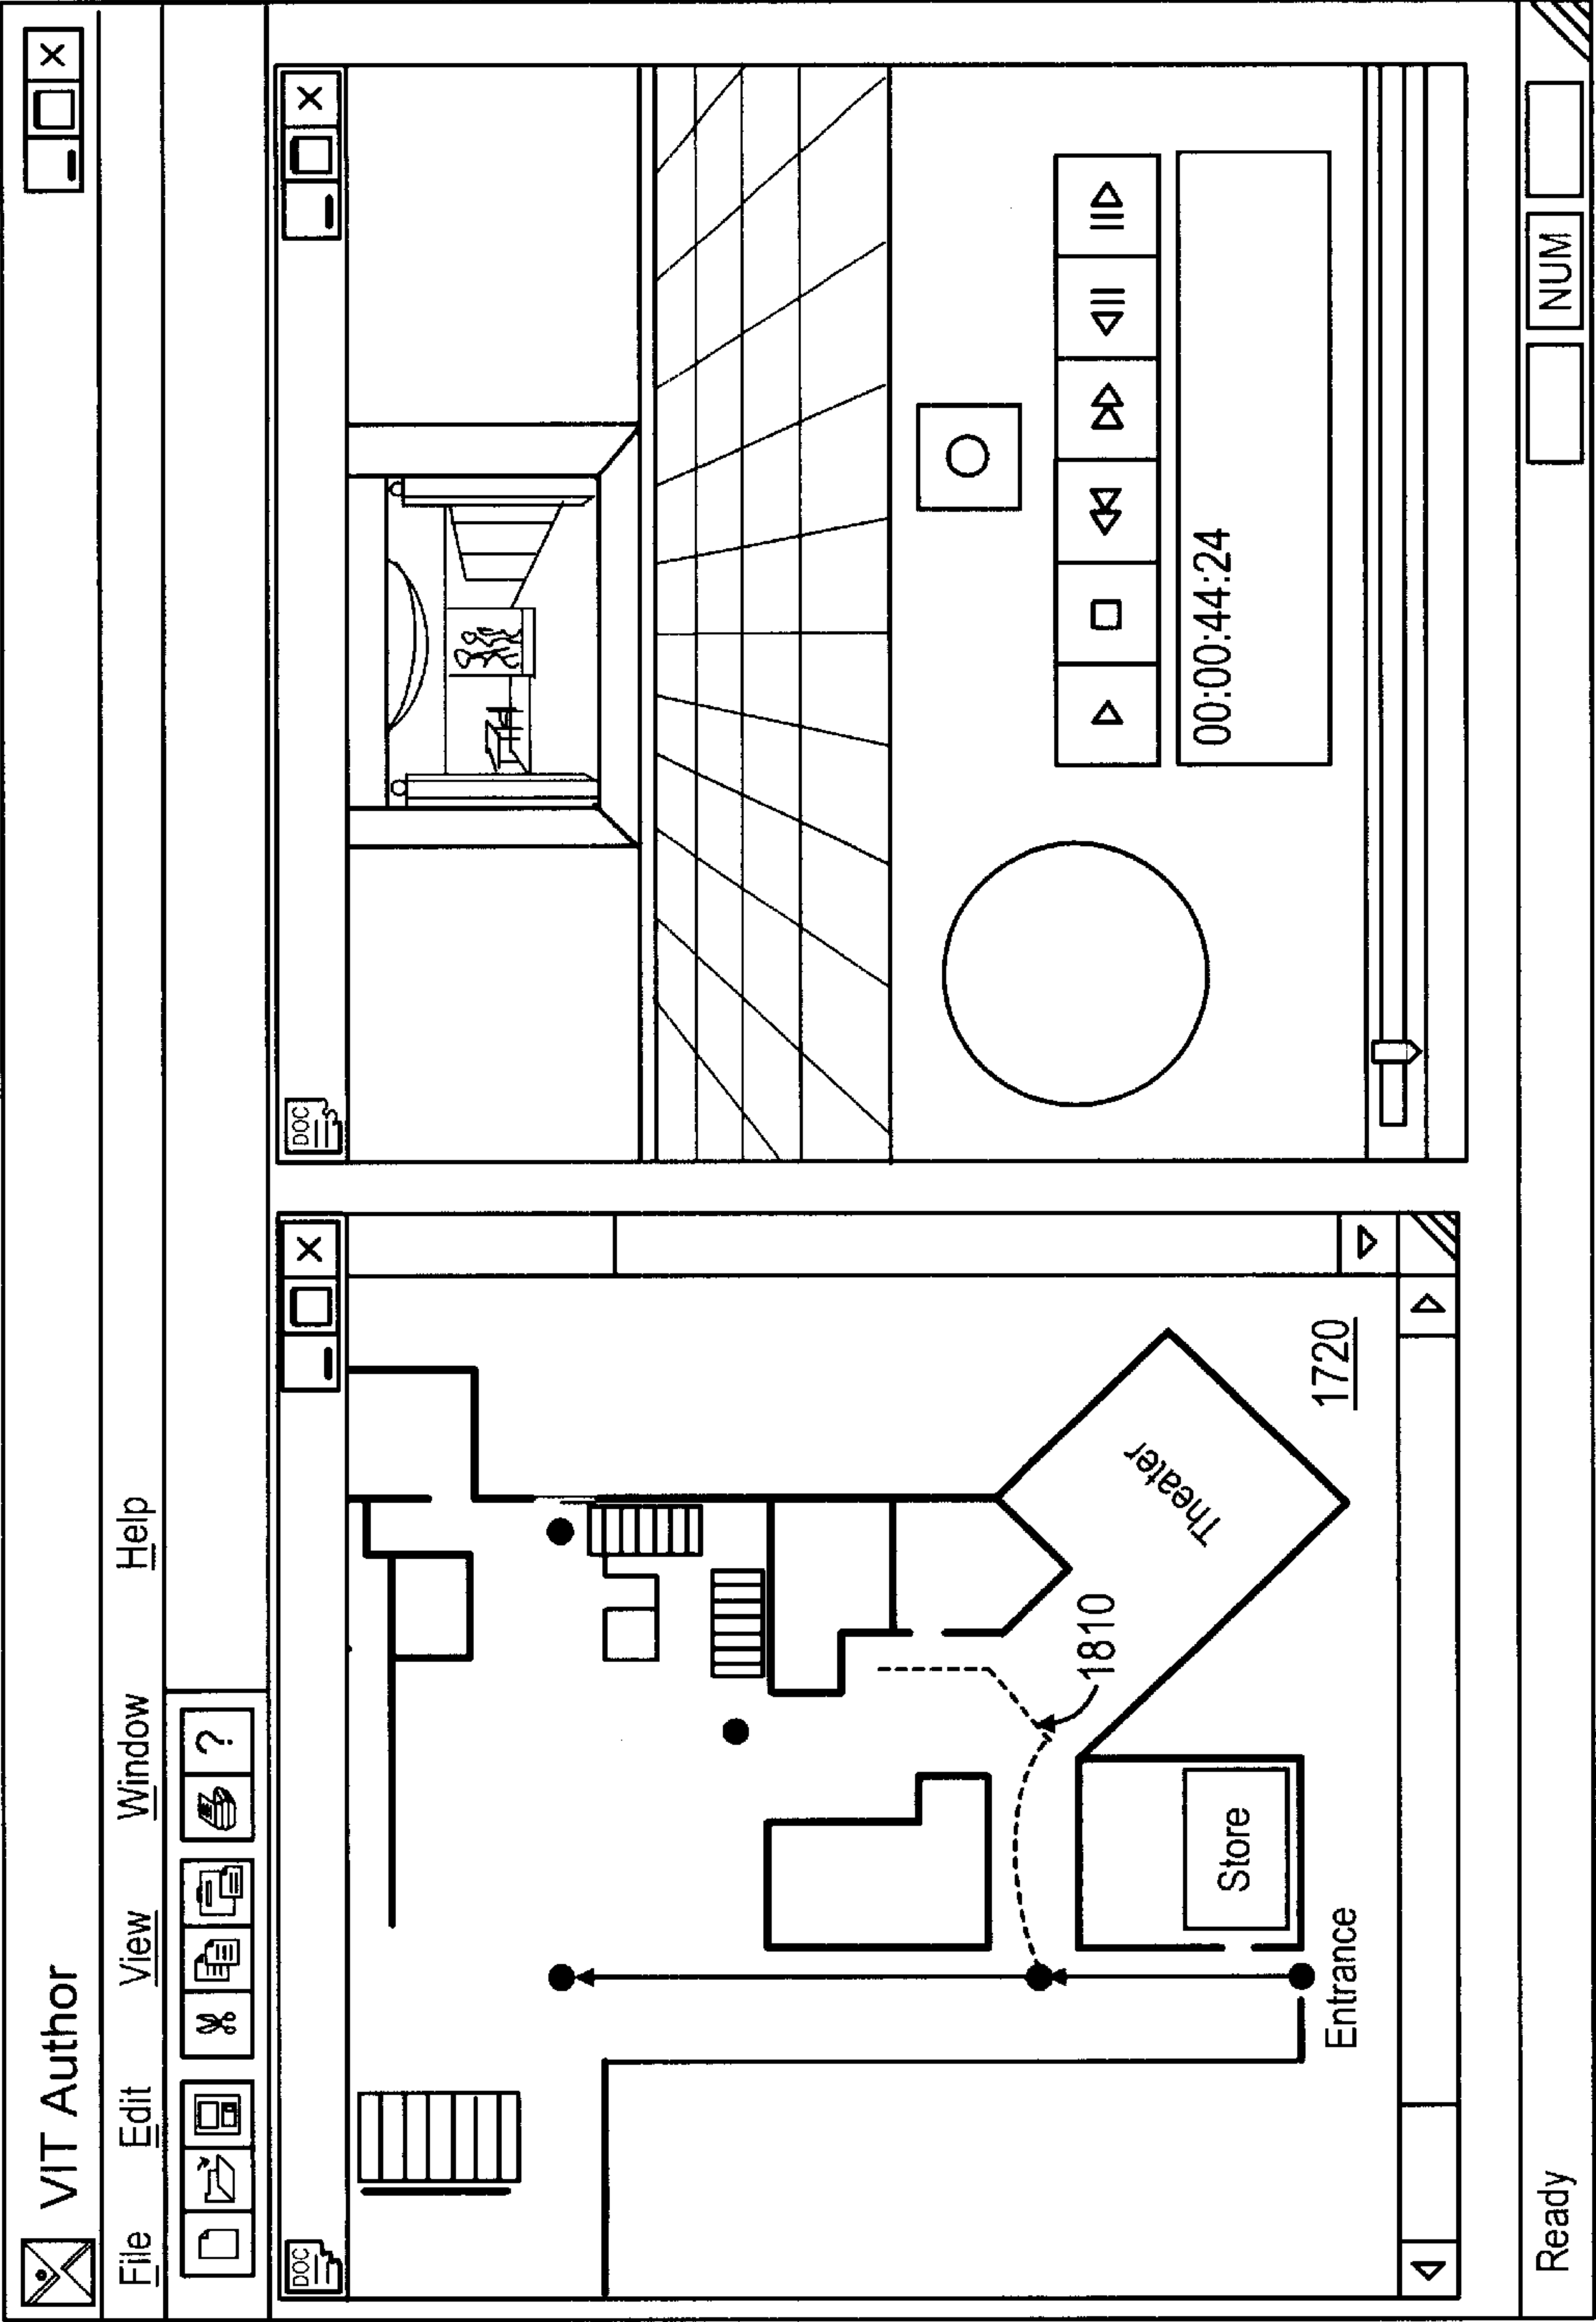 VIT Author
File Edit View Window Help
?
DOC
Theater
1810
Store
Entrance
1720
DOC
00:00:44:24
Ready
NUM